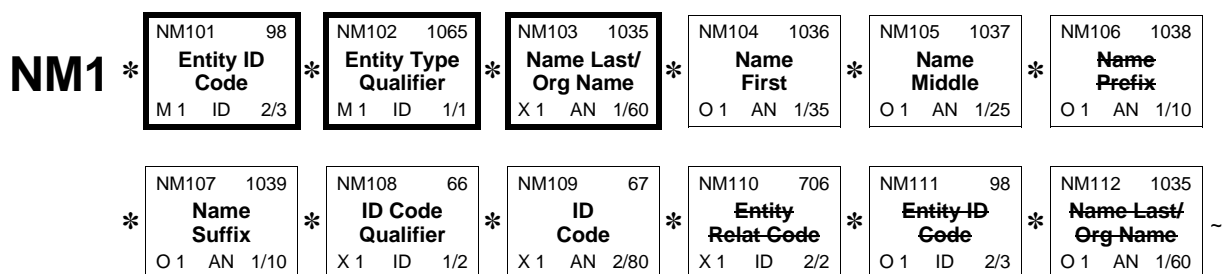 NM101 98 NM102 1065 NM103 1035 NM104 1036 NM105 1037 NM106 1038
NM1 * Entity ID * Entity Type * Name Last/ * Name * Name * Name
Code Qualifier Org Name First Middle Prefix
M 1 ID 2/3 M 1 ID 1/1 X 1 AN 1/60 O 1 AN 1/35 O 1 AN 1/25 O 1 AN 1/10
NM107 1039 NM108 66 NM109 67 NM110 706 NM111 98 NM112 1035
* Name * ID Code * ID * Entity * Entity ID * Name Last/ ~
Suffix Qualifier Code Relat Code Code Org Name
O 1 AN 1/10 X 1 ID 1/2 X 1 AN 2/80 X 1 ID 2/2 O 1 ID 2/3 O 1 AN 1/60